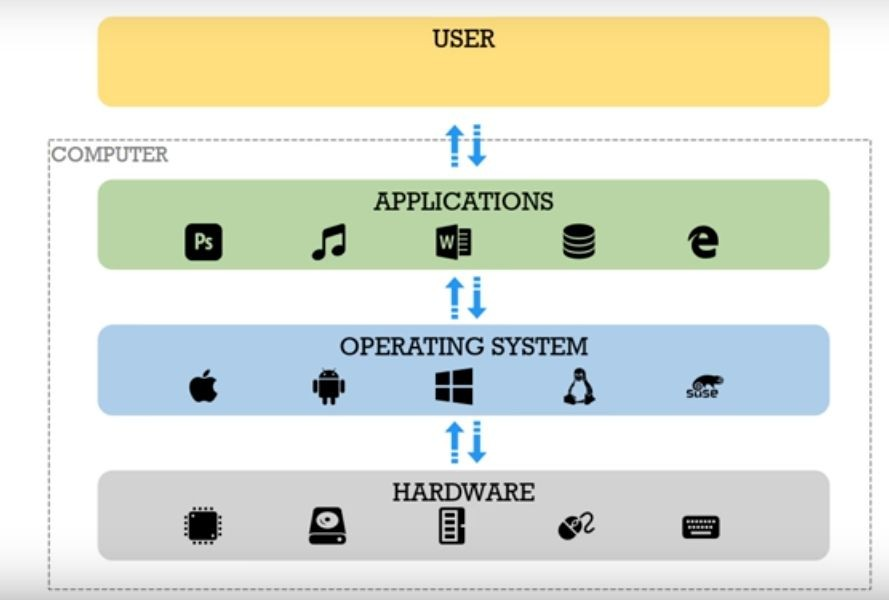 USER
COMPUTER
APPLICATIONS
Ps
W
OPERATING SYSTEM
suse
HARDWARE